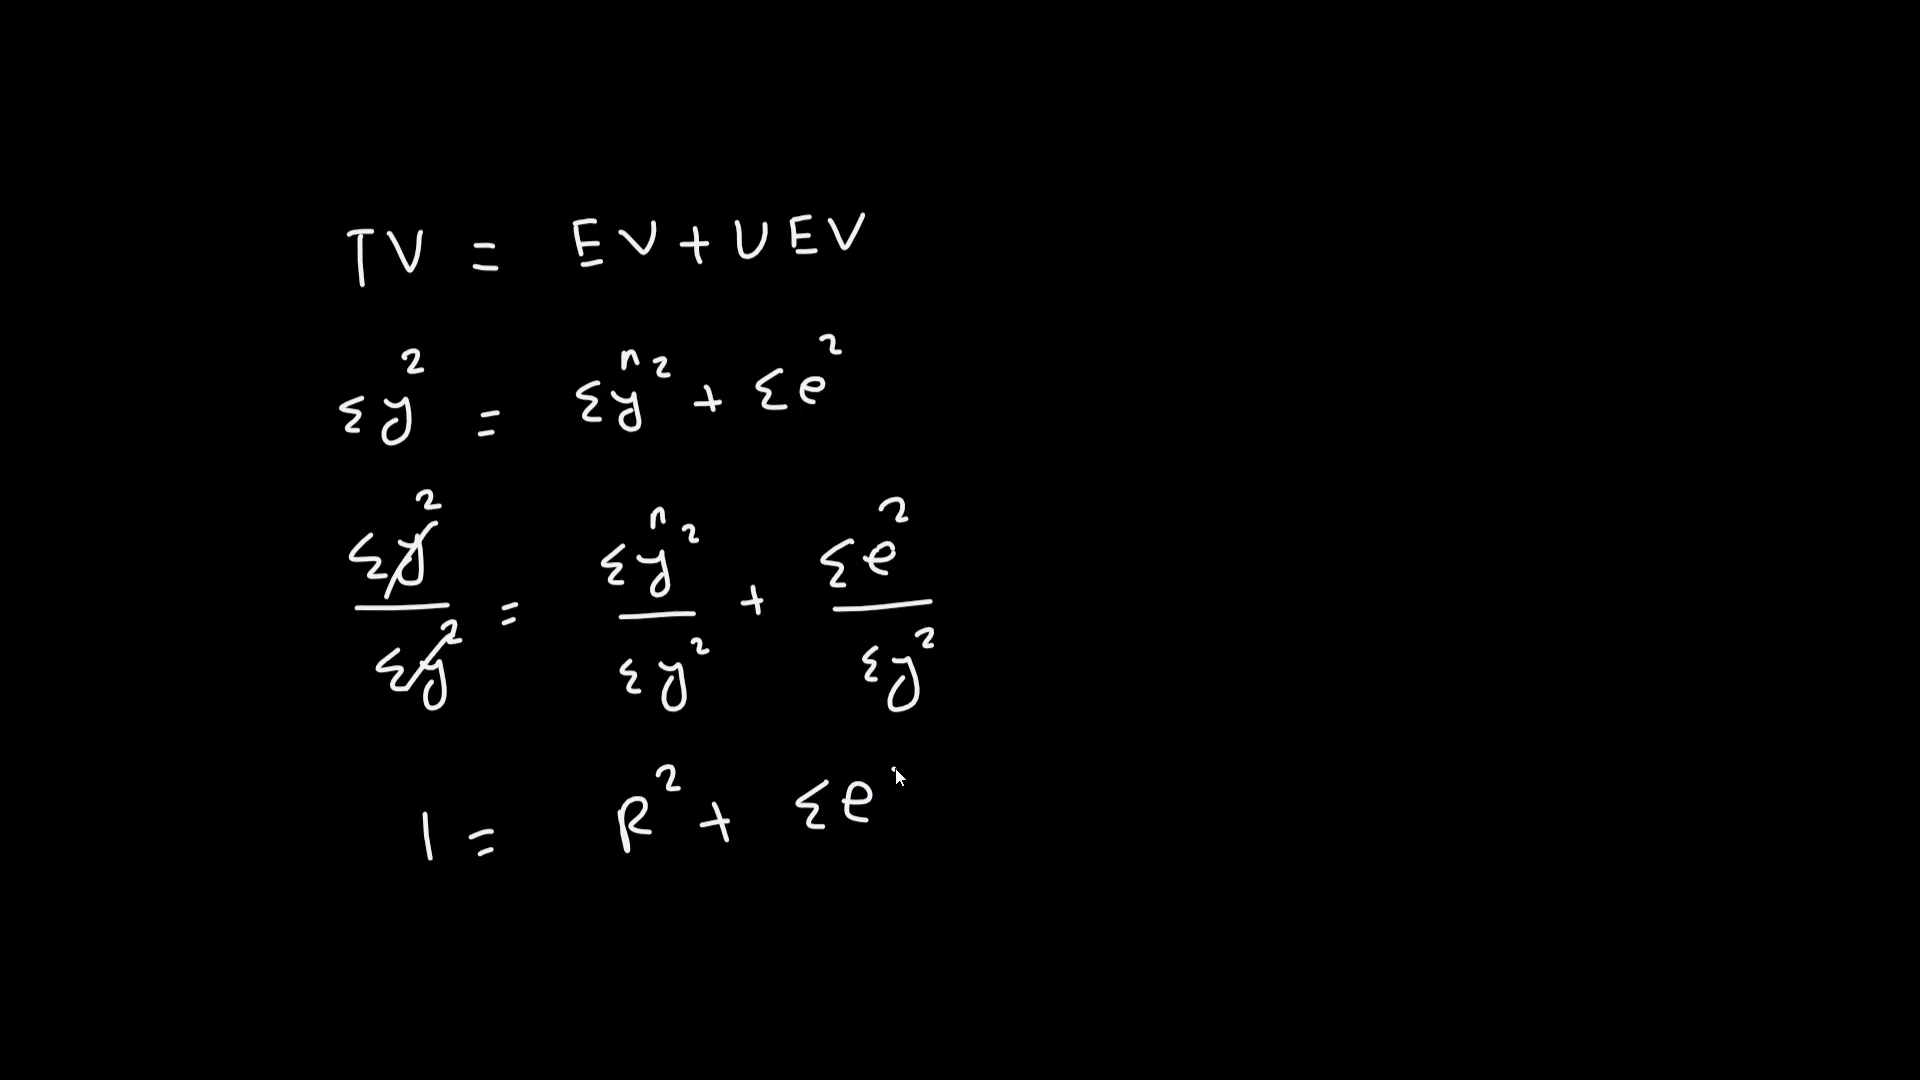 TV = EV + UEV
Σy² = Σŷ² + Σe²
Σy²/Σy² = Σŷ²/Σy² + Σe²/Σy²
1 = R² + Σe